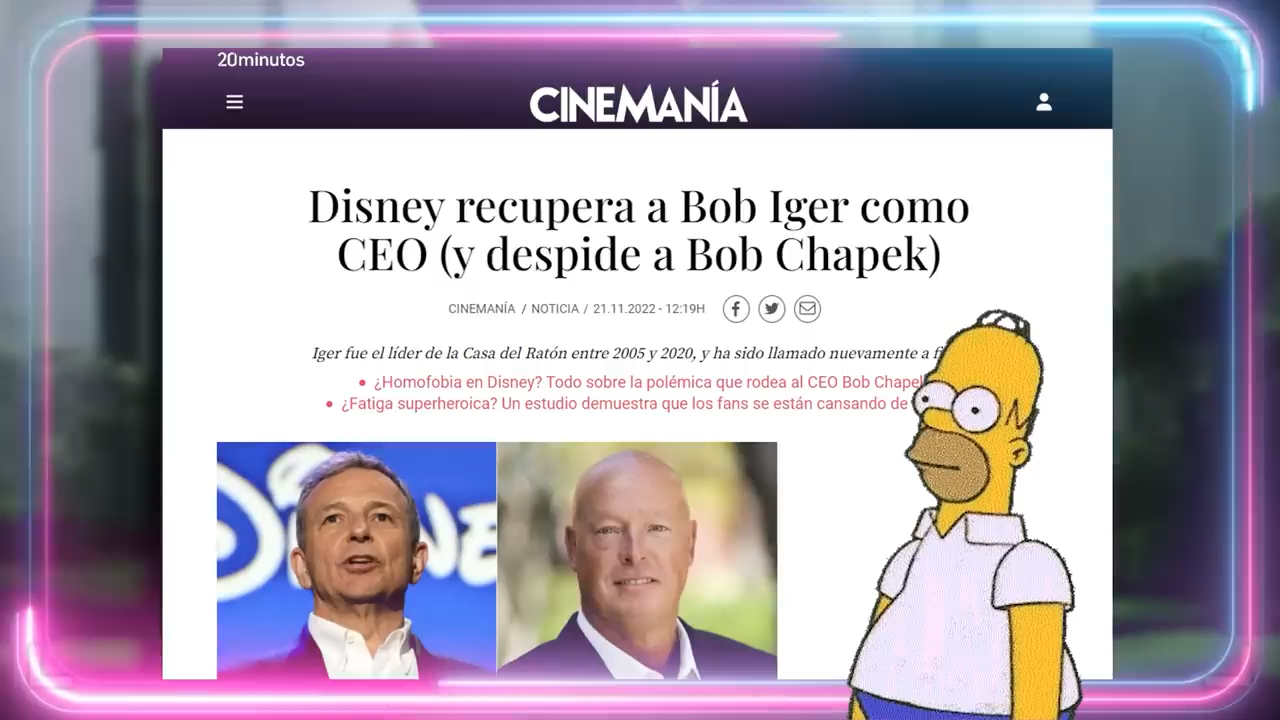 20minutos
CINEMANÍA
Disney recupera a Bob Iger como
CEO (y despide a Bob Chapek)
CINEMANÍA / NOTICIA / 21.11.2022 - 12:19H
Iger fue el líder de la Casa del Ratón entre 2005 y 2020, y ha sido llamado nuevamente a
• ¿Homofobia en Disney? Todo sobre la polémica que rodea al CEO Bob Chapek
• ¿Fatiga superheroica? Un estudio demuestra que los fans se están cansando de